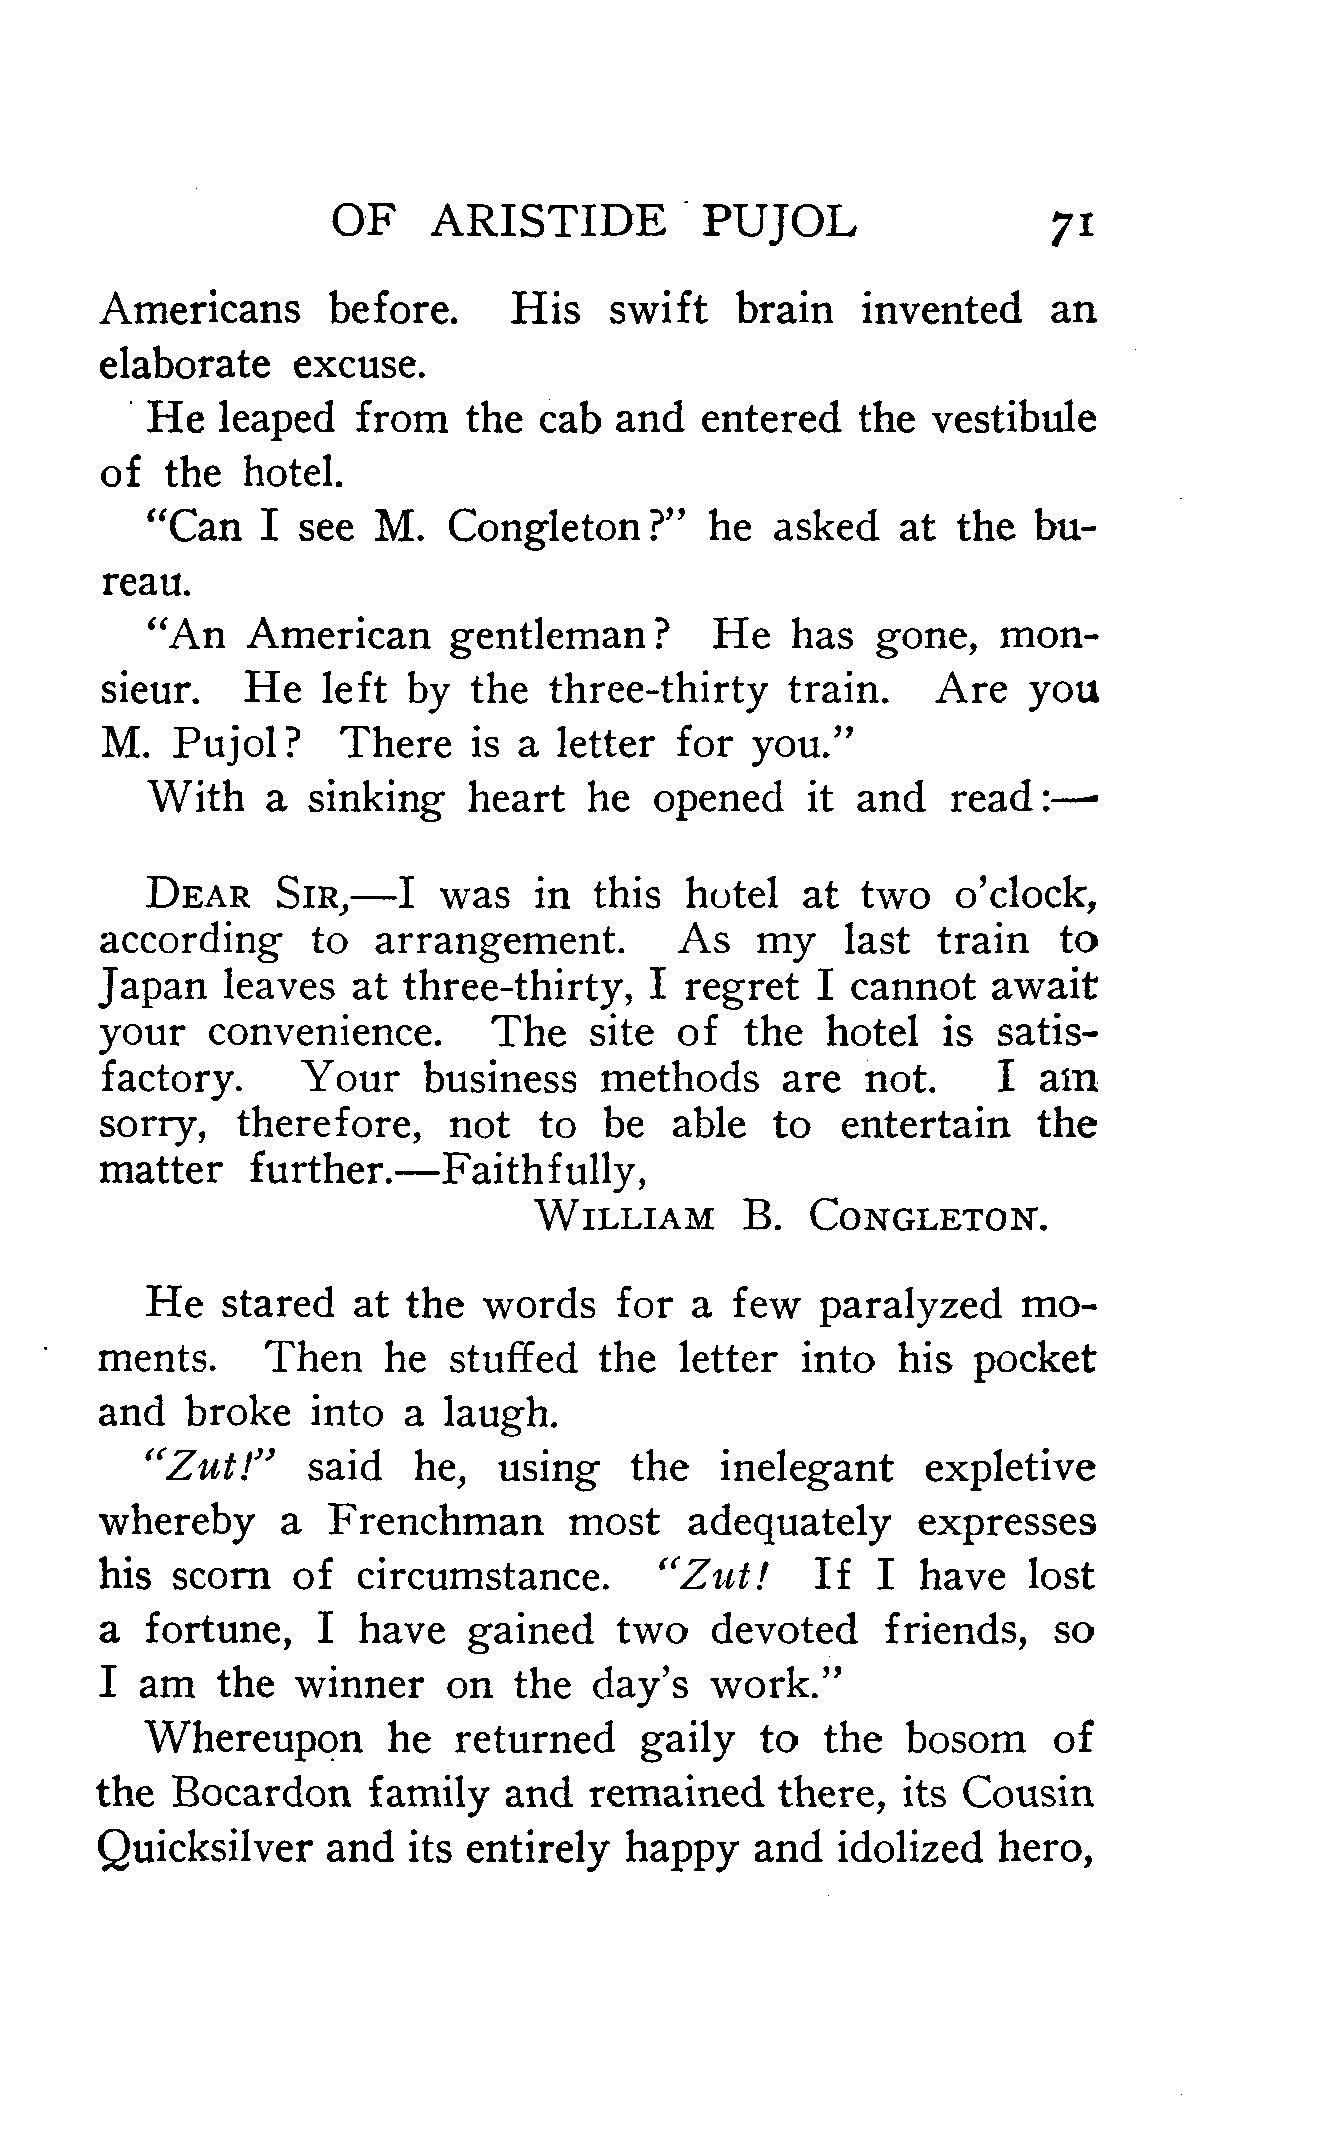 OF ARISTIDE PUJOL 71
Americans before. His swift brain invented an
elaborate excuse.
He leaped from the cab and entered the vestibule
of the hotel.
"Can I see M. Congleton?" he asked at the bu-
reau.
"An American gentleman? He has gone, mon-
sieur. He left by the three-thirty train. Are you
M. Pujol? There is a letter for you."
With a sinking heart he opened it and read:—
DEAR SIR,—I was in this hotel at two o'clock,
according to arrangement. As my last train to
Japan leaves at three-thirty, I regret I cannot await
your convenience. The site of the hotel is satis-
factory. Your business methods are not. I am
sorry, therefore, not to be able to entertain the
matter further.—Faithfully,
WILLIAM B. CONGLETON.
He stared at the words for a few paralyzed mo-
ments. Then he stuffed the letter into his pocket
and broke into a laugh.
"Zut!" said he, using the inelegant expletive
whereby a Frenchman most adequately expresses
his scorn of circumstance. "Zut! If I have lost
a fortune, I have gained two devoted friends, so
I am the winner on the day's work."
Whereupon he returned gaily to the bosom of
the Bocardon family and remained there, its Cousin
Quicksilver and its entirely happy and idolized hero,